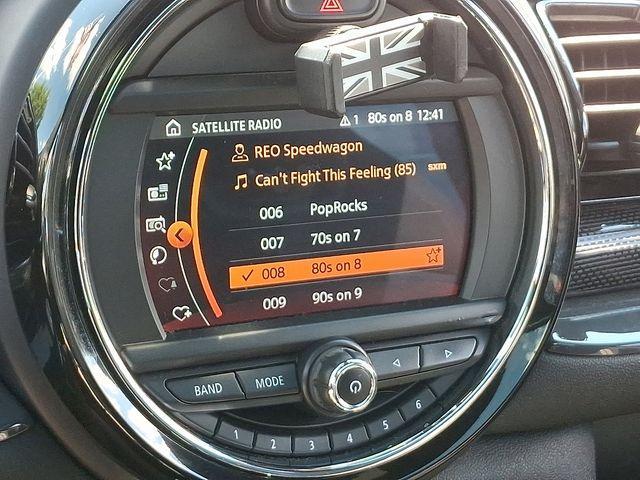 SATELLITE RADIO 1 80s on 8 12:41
REO Speedwagon
Can't Fight This Feeling (85) sxm
006 PopRocks
007 70s on 7
008 80s on 8
009 90s on 9
BAND MODE
1 2 3 4 5 6